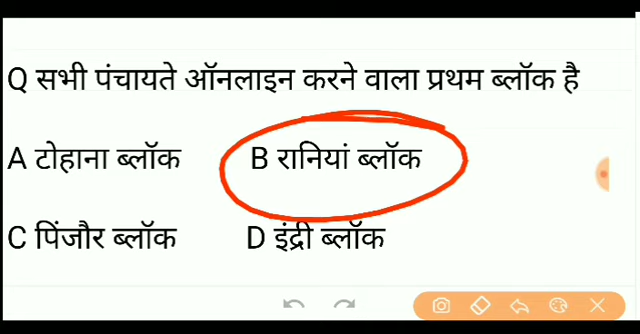 Q सभी पंचायते ऑनलाइन करने वाला प्रथम ब्लॉक है
A टोहाना ब्लॉक B रानियां ब्लॉक
C पिंजौर ब्लॉक D इंद्री ब्लॉक